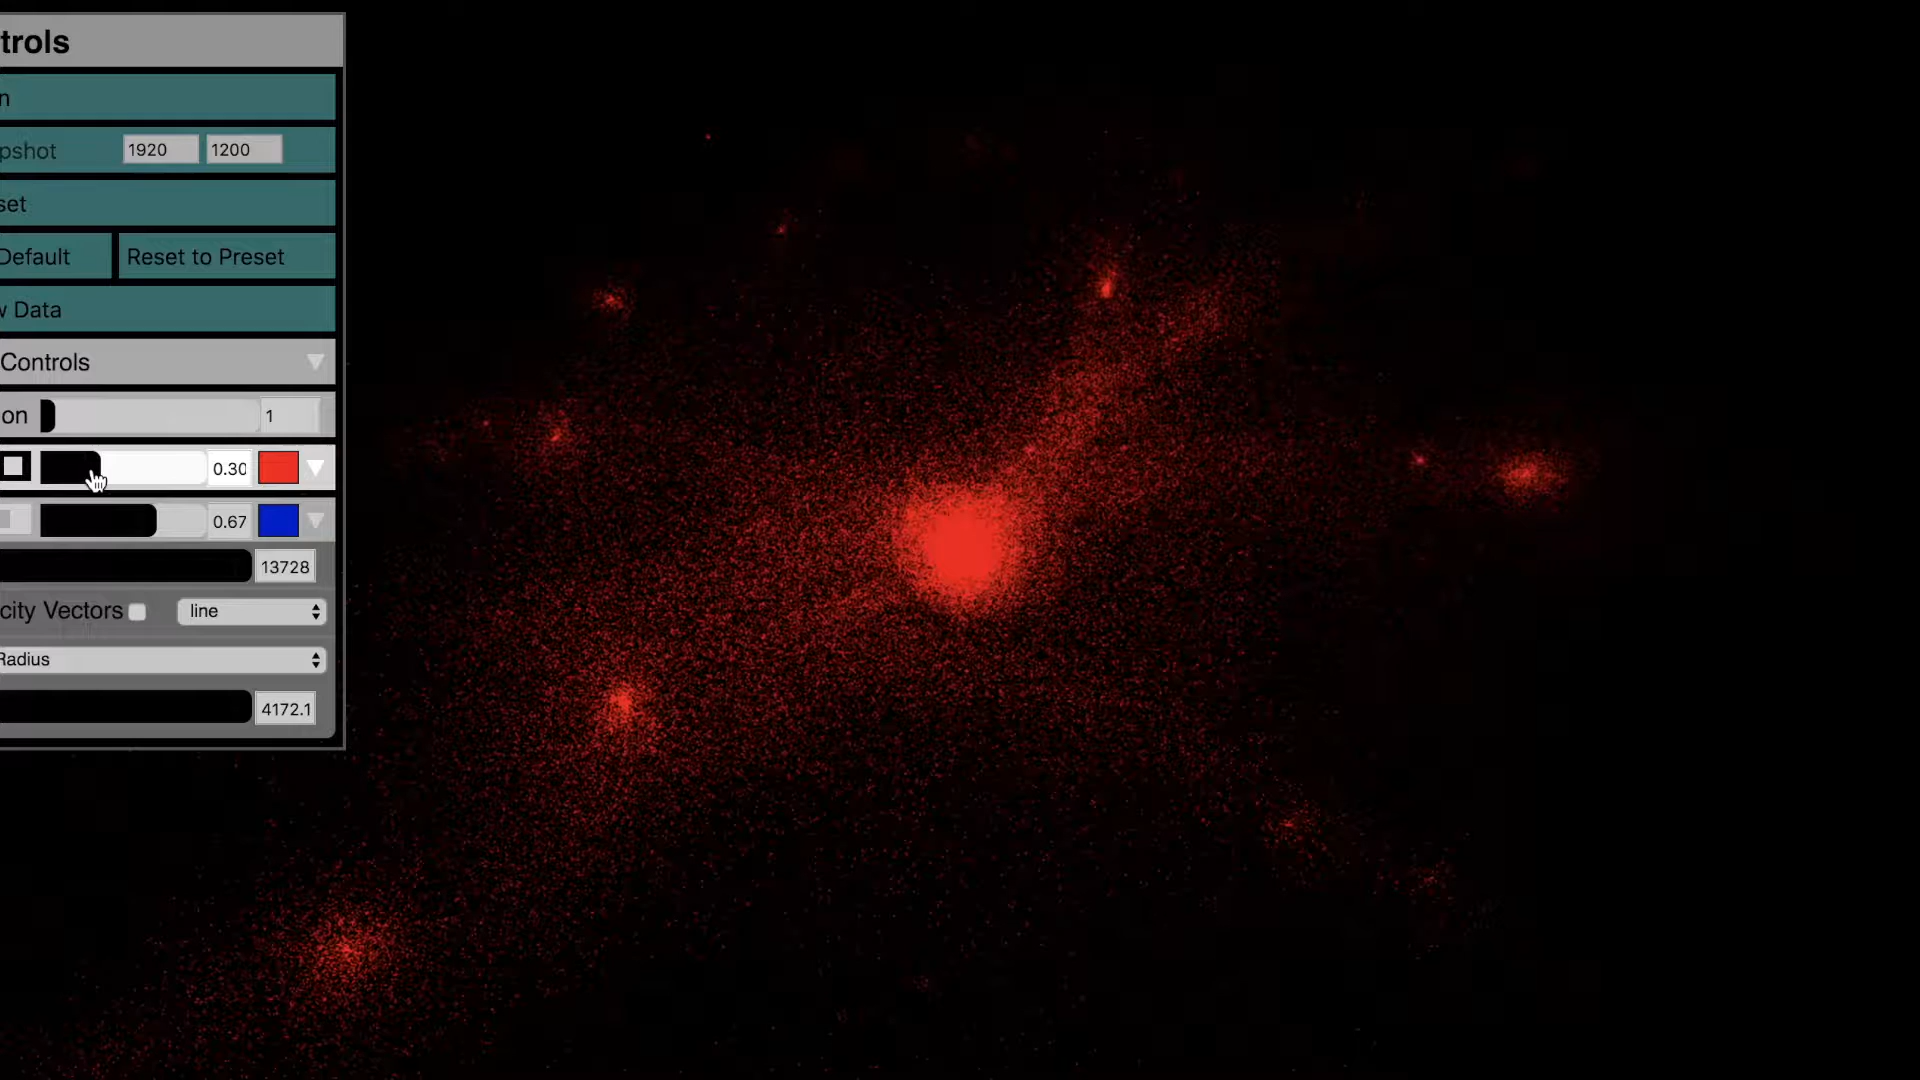 trols
n
pshot 1920 1200
set
Default Reset to Preset
w Data
Controls
on 1
0.30
0.67
13728
city Vectors line
Radius
4172.1